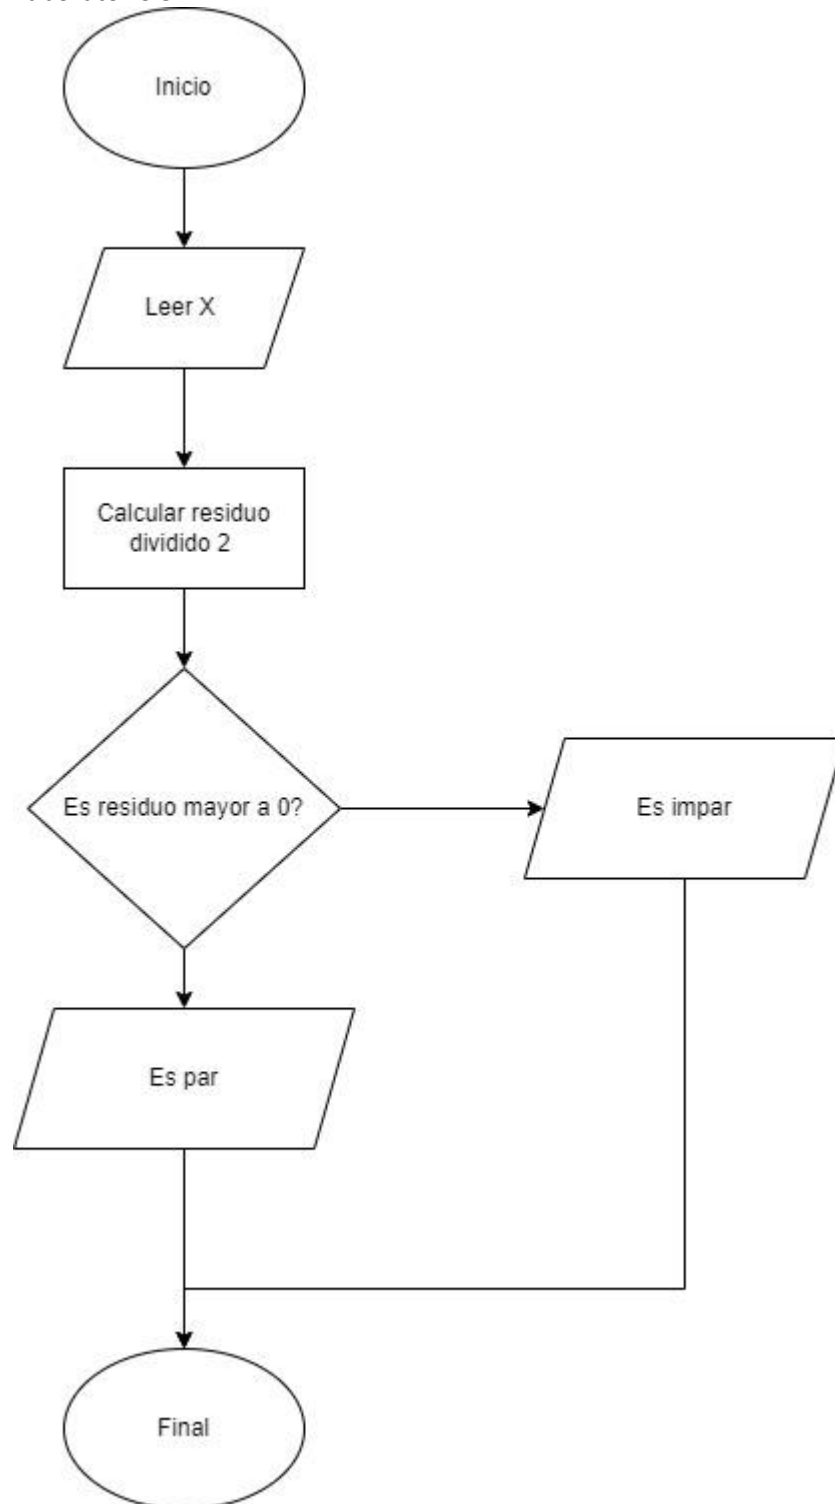 Inicio
Leer X
Calcular residuo
dividido 2
Es residuo mayor a 0?
Es impar
Es par
Final